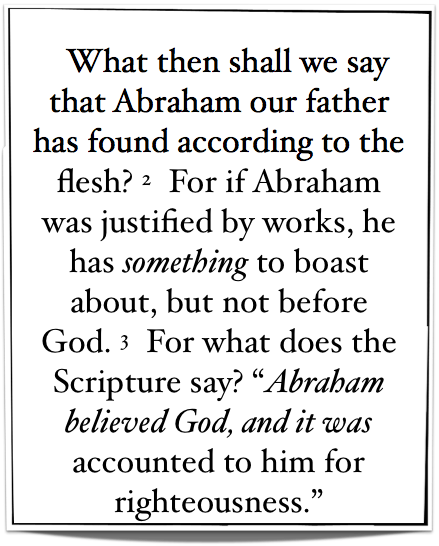 What then shall we say
that Abraham our father
has found according to the
flesh? 2 For if Abraham
was justified by works, he
has something to boast
about, but not before
God. 3 For what does the
Scripture say? “Abraham
believed God, and it was
accounted to him for
righteousness.”